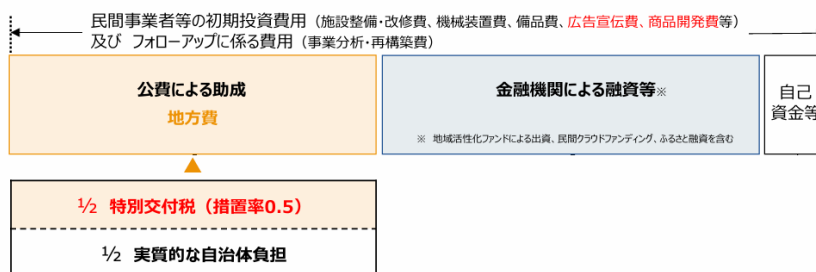 民間事業者等の初期投資費用（施設整備・改修費、機械装置費、備品費、広告宣伝費、商品開発費等）
及び フォローアップに係る費用（事業分析・再構築費）
公費による助成
地方費
金融機関による融資等※
※ 地域活性化ファンドによる出資、民間クラウドファンディング、ふるさと融資を含む
自己
資金等
½ 特別交付税（措置率0.5）
½ 実質的な自治体負担